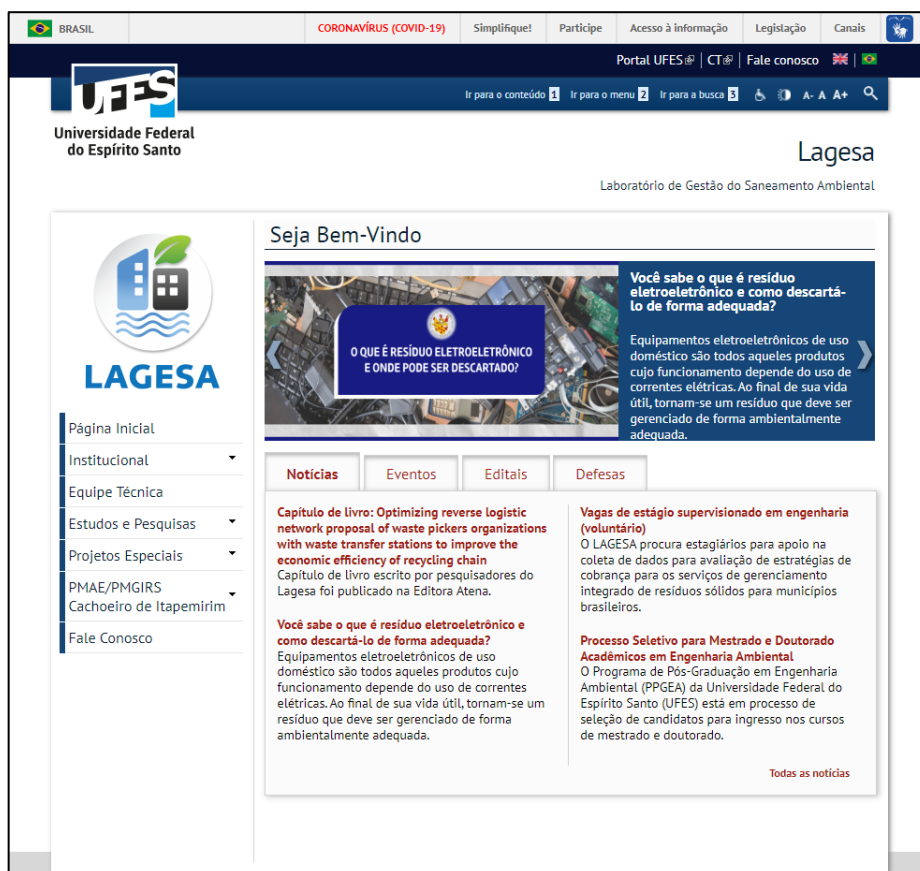 BRASIL
CORONAVÍRUS (COVID-19)
Simplifique!
Participe
Acesso à informação
Legislação
Canais
Portal UFES | CT | Fale conosco |
UFES
Universidade Federal
do Espírito Santo
Ir para o conteúdo 1 Ir para o menu 2 Ir para a busca 3 A- A A+
Lagesa
Laboratório de Gestão do Saneamento Ambiental
LAGESA
Página Inicial
Institucional
Equipe Técnica
Estudos e Pesquisas
Projetos Especiais
PMAE/PMGIRS
Cachoeiro de Itapemirim
Fale Conosco
Seja Bem-Vindo
O QUE É RESÍDUO ELETROELETRÔNICO
E ONDE PODE SER DESCARTADO?
Você sabe o que é resíduo
eletroeletrônico e como descartá-
lo de forma adequada?
Equipamentos eletroeletrônicos de uso
doméstico são todos aqueles produtos
cujo funcionamento depende do uso de
correntes elétricas. Ao final de sua vida
útil, tornam-se um resíduo que deve ser
gerenciado de forma ambientalmente
adequada.
Notícias
Eventos
Editais
Defesas
Capítulo de livro: Optimizing reverse logistic
network proposal of waste pickers organizations
with waste transfer stations to improve the
economic efficiency of recycling chain
Capítulo de livro escrito por pesquisadores do
Lagesa foi publicado na Editora Atena.
Você sabe o que é resíduo eletroeletrônico e
como descartá-lo de forma adequada?
Equipamentos eletroeletrônicos de uso
doméstico são todos aqueles produtos cujo
funcionamento depende do uso de correntes
elétricas. Ao final de sua vida útil, tornam-se um
resíduo que deve ser gerenciado de forma
ambientalmente adequada.
Vagas de estágio supervisionado em engenharia
(voluntário)
O LAGESA procura estagiários para apoio na
coleta de dados para avaliação de estratégias de
cobrança para os serviços de gerenciamento
integrado de resíduos sólidos para municípios
brasileiros.
Processo Seletivo para Mestrado e Doutorado
Acadêmicos em Engenharia Ambiental
O Programa de Pós-Graduação em Engenharia
Ambiental (PPGEA) da Universidade Federal do
Espírito Santo (UFES) está em processo de
seleção de candidatos para ingresso nos cursos
de mestrado e doutorado.
Todas as notícias